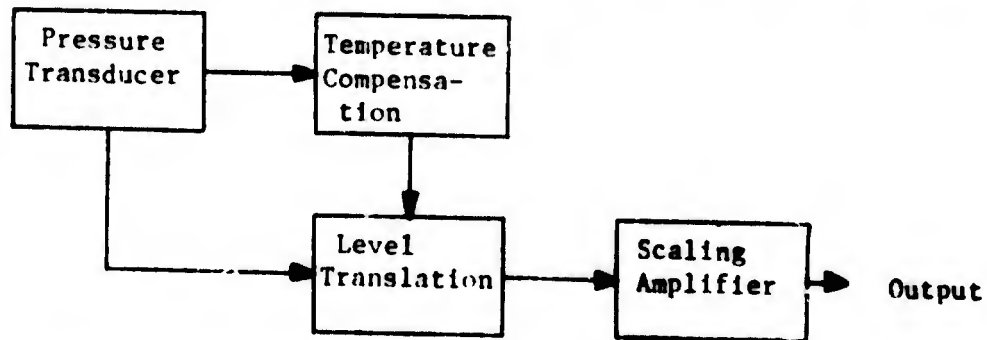 Pressure
Transducer
Temperature
Compensa-
tion
Level
Translation
Scaling
Amplifier
Output